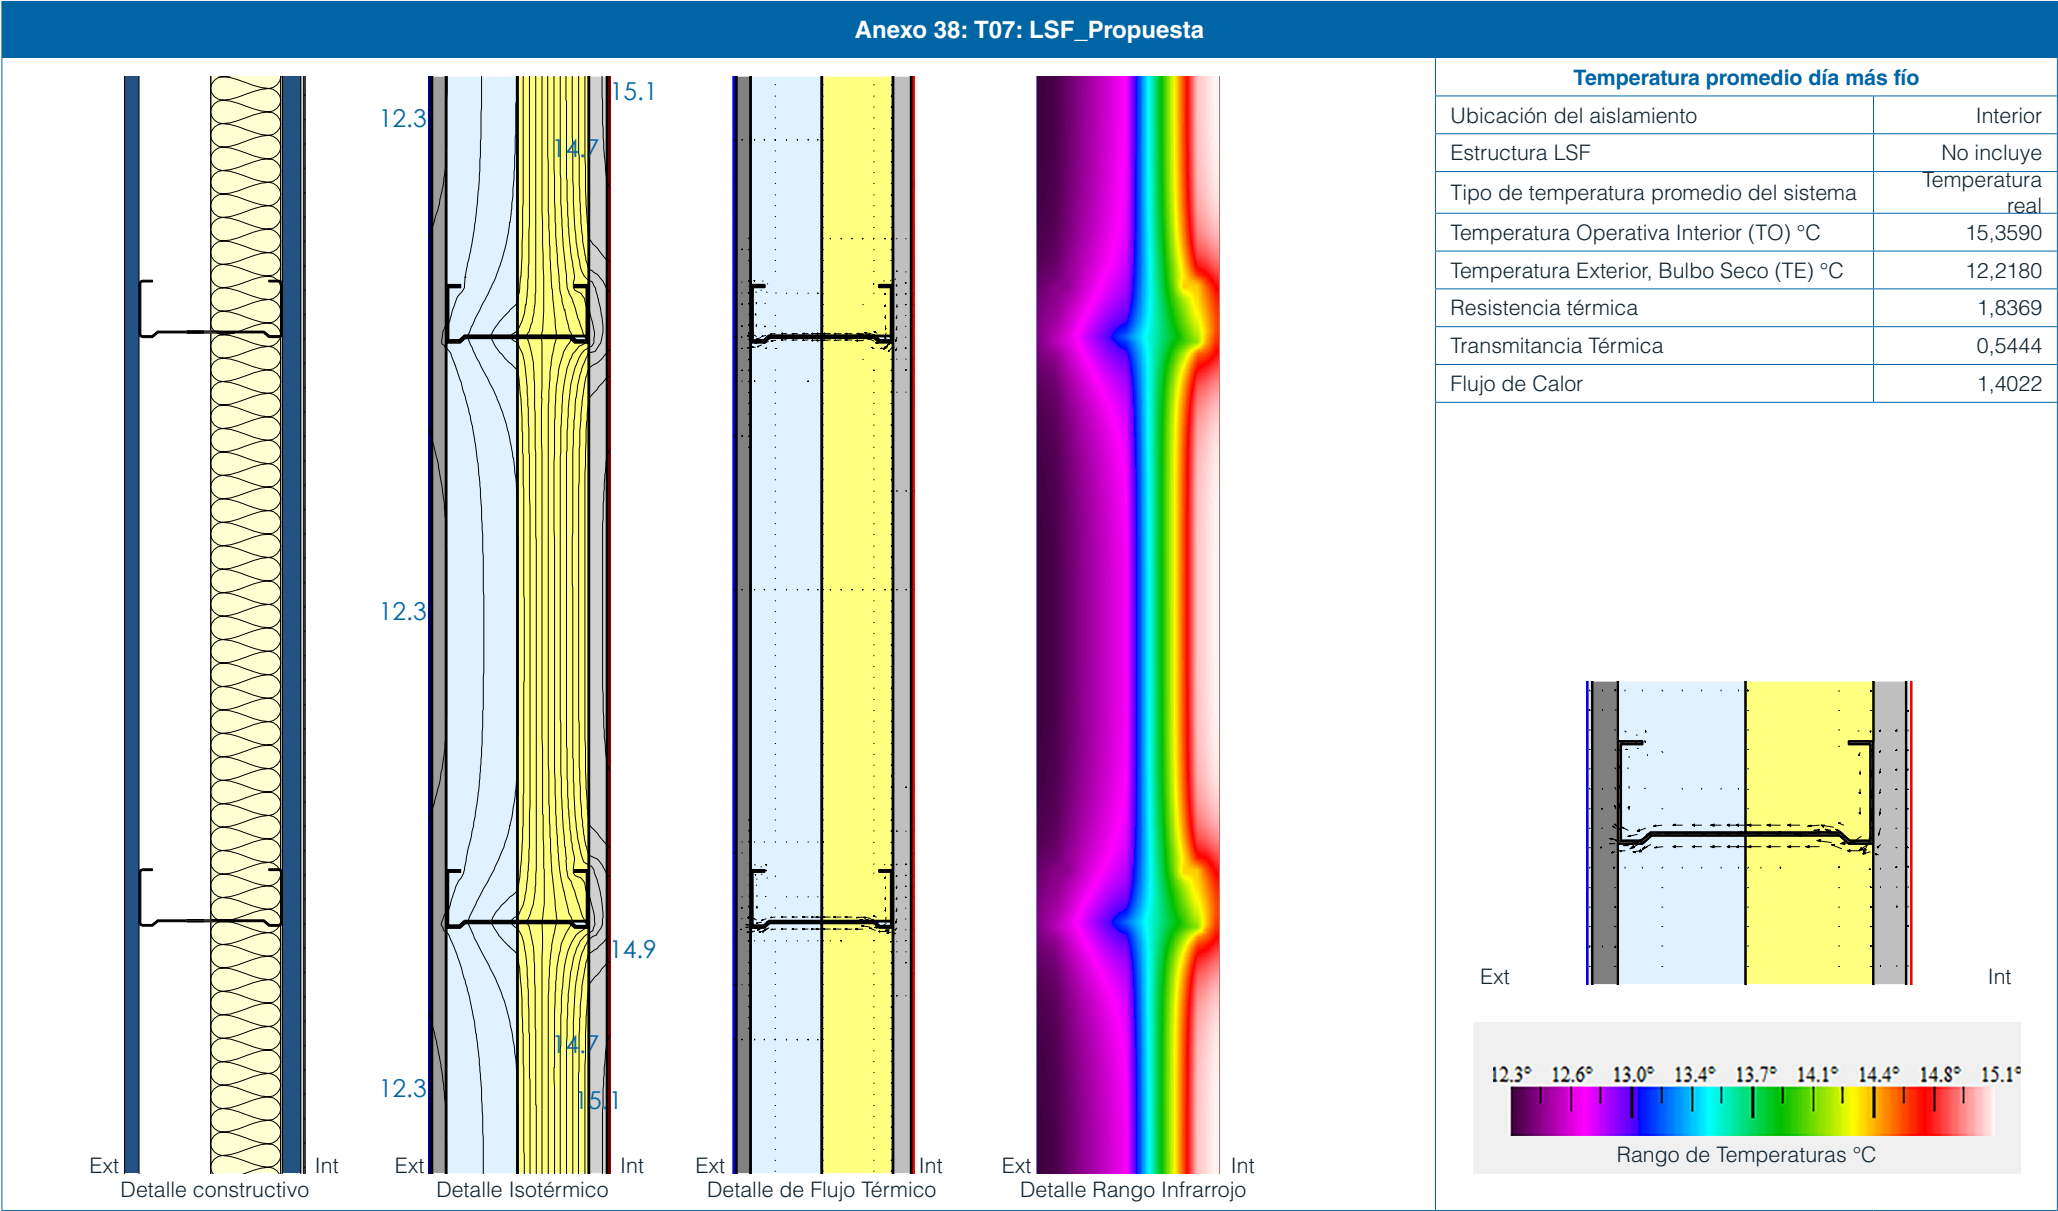 Anexo 38: T07: LSF_Propuesta
Temperatura promedio día más fío
Ubicación del aislamiento Interior
Estructura LSF No incluye
Tipo de temperatura promedio del sistema Temperatura real
Temperatura Operativa Interior (TO) °C 15,3590
Temperatura Exterior, Bulbo Seco (TE) °C 12,2180
Resistencia térmica 1,8369
Transmitancia Térmica 0,5444
Flujo de Calor 1,4022
15.1
12.3
14.7
12.3
14.9
14.7
12.3
15.1
Ext Int
Detalle constructivo
Ext Int
Detalle Isotérmico
Ext Int
Detalle de Flujo Térmico
Ext Int
Detalle Rango Infrarrojo
Ext Int
12.3° 12.6° 13.0° 13.4° 13.7° 14.1° 14.4° 14.8° 15.1°
Rango de Temperaturas °C